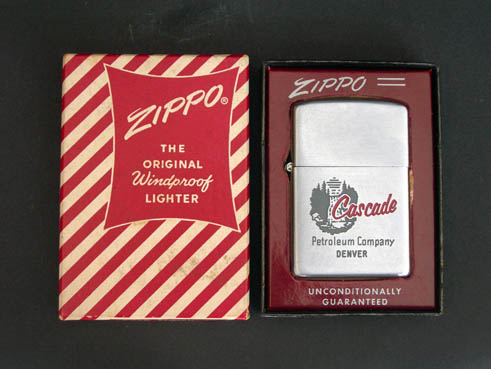 ZIPPO®
THE
ORIGINAL
Windproof
LIGHTER
ZIPPO
Cascade
Petroleum Company
DENVER
UNCONDITIONALLY
GUARANTEED